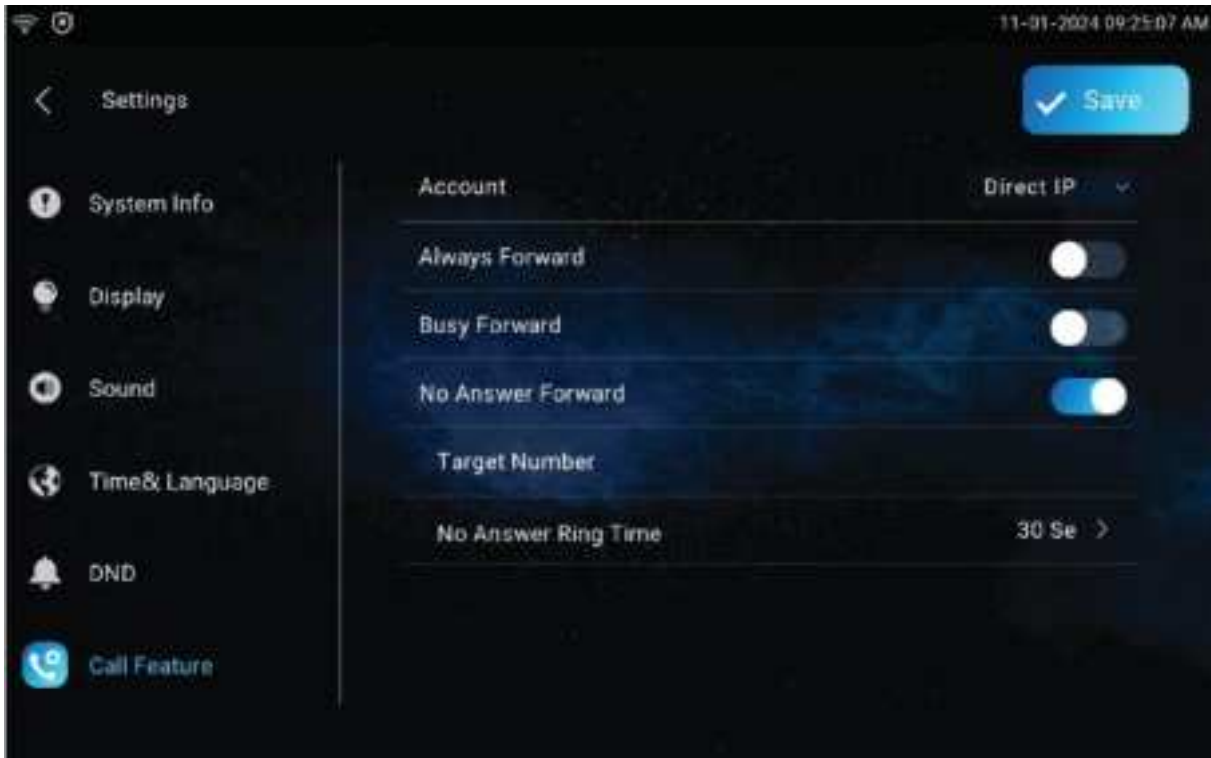 11-01-2024 09:25:07 AM
Settings
Save
System Info
Display
Sound
Time& Language
DND
Call Feature
Account
Direct IP
Always Forward
Busy Forward
No Answer Forward
Target Number
No Answer Ring Time
30 Se